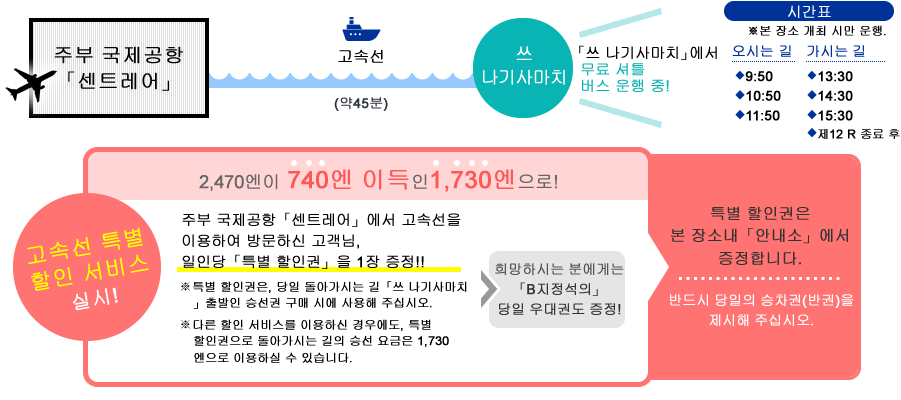 주부 국제공항
「센트레어」
고속선
(약45분)
쓰
나기사마치
「쓰 나기사마치」에서
무료 셔틀
버스 운행 중!
시간표
※본 장소 개최 시만 운행.
오시는 길 가시는 길
◆9:50 ◆13:30
◆10:50 ◆14:30
◆11:50 ◆15:30
◆제12 R 종료 후
2,470엔이 740엔 이득인1,730엔으로!
고속선 특별
할인 서비스
실시!
주부 국제공항「센트레어」에서 고속선을
이용하여 방문하신 고객님,
일인당「특별 할인권」을 1장 증정!!
※특별 할인권은, 당일 돌아가시는 길「쓰 나기사마치
」출발인 승선권 구매 시에 사용해 주십시오.
※다른 할인 서비스를 이용하신 경우에도, 특별
할인권으로 돌아가시는 길의 승선 요금은 1,730
엔으로 이용하실 수 있습니다.
희망하시는 분에게는
「B지정석의」
당일 우대권도 증정!
특별 할인권은
본 장소내「안내소」에서
증정합니다.
반드시 당일의 승차권(반권)을
제시해 주십시오.